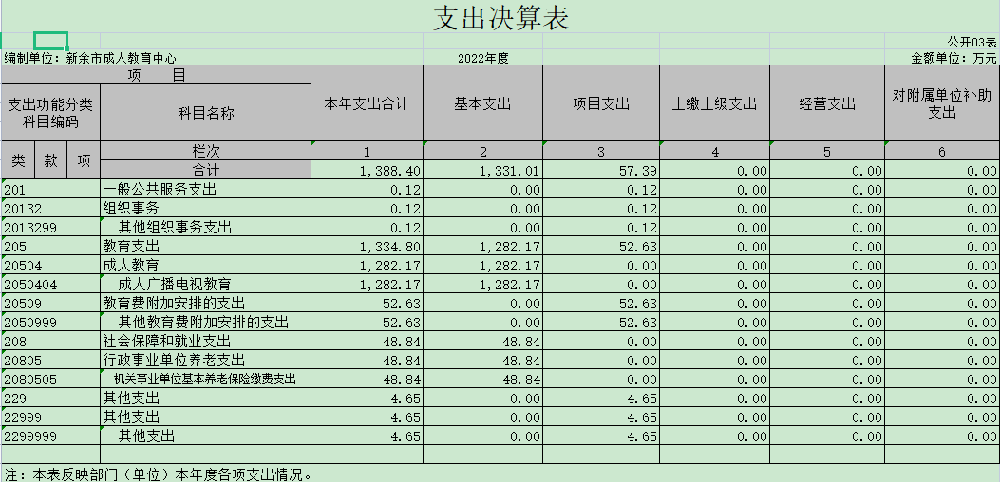 支出决算表
公开03表
编制单位：新余市成人教育中心 2022年度 金额单位：万元
项 目 本年支出合计 基本支出 项目支出 上缴上级支出 经营支出 对附属单位补助支出
支出功能分类科目编码 科目名称
类 款 项 栏次 1 2 3 4 5 6
合计 1,388.40 1,331.01 57.39 0.00 0.00 0.00
201 一般公共服务支出 0.12 0.00 0.12 0.00 0.00 0.00
20132 组织事务 0.12 0.00 0.12 0.00 0.00 0.00
2013299 其他组织事务支出 0.12 0.00 0.12 0.00 0.00 0.00
205 教育支出 1,334.80 1,282.17 52.63 0.00 0.00 0.00
20504 成人教育 1,282.17 1,282.17 0.00 0.00 0.00 0.00
2050404 成人广播电视教育 1,282.17 1,282.17 0.00 0.00 0.00 0.00
20509 教育费附加安排的支出 52.63 0.00 52.63 0.00 0.00 0.00
2050999 其他教育费附加安排的支出 52.63 0.00 52.63 0.00 0.00 0.00
208 社会保障和就业支出 48.84 48.84 0.00 0.00 0.00 0.00
20805 行政事业单位养老支出 48.84 48.84 0.00 0.00 0.00 0.00
2080505 机关事业单位基本养老保险缴费支出 48.84 48.84 0.00 0.00 0.00 0.00
229 其他支出 4.65 0.00 4.65 0.00 0.00 0.00
22999 其他支出 4.65 0.00 4.65 0.00 0.00 0.00
2299999 其他支出 4.65 0.00 4.65 0.00 0.00 0.00
注：本表反映部门（单位）本年度各项支出情况。